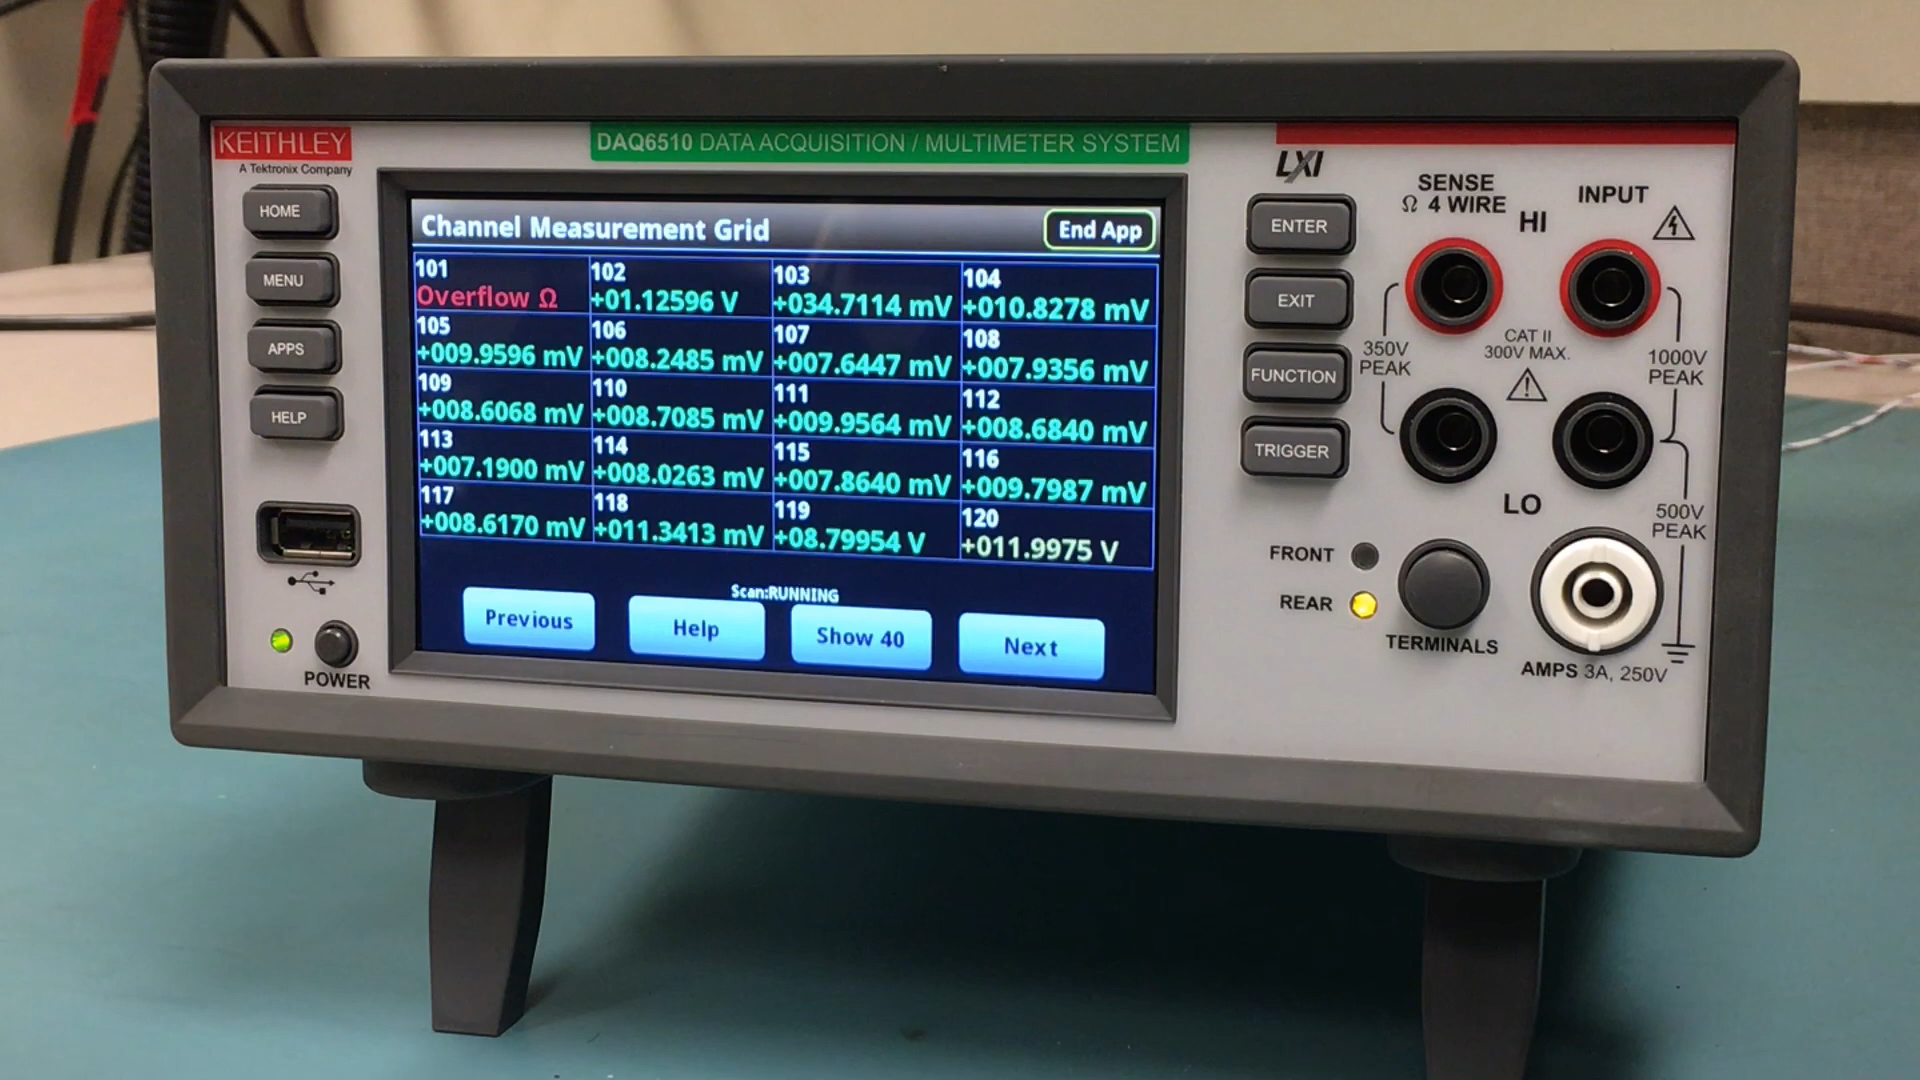 KEITHLEY
A Tektronix Company
DAQ6510 DATA ACQUISITION / MULTIMETER SYSTEM
LXI
HOME
MENU
APPS
HELP
POWER
Channel Measurement Grid
End App
101 102 103 104
Overflow Ω +01.12596 V +034.7114 mV +010.8278 mV
105 106 107 108
+009.9596 mV +008.2485 mV +007.6447 mV +007.9356 mV
109 110 111 112
+008.6068 mV +008.7085 mV +009.9564 mV +008.6840 mV
113 114 115 116
+007.1900 mV +008.0263 mV +007.8640 mV +009.7987 mV
117 118 119 120
+008.6170 mV +011.3413 mV +08.79954 V +011.9975 V
Scan:RUNNING
Previous Help Show 40 Next
ENTER
EXIT
FUNCTION
TRIGGER
SENSE
Ω 4 WIRE
HI
INPUT
350V
PEAK
CAT II
300V MAX.
1000V
PEAK
LO
500V
PEAK
FRONT
REAR
TERMINALS
AMPS 3A, 250V